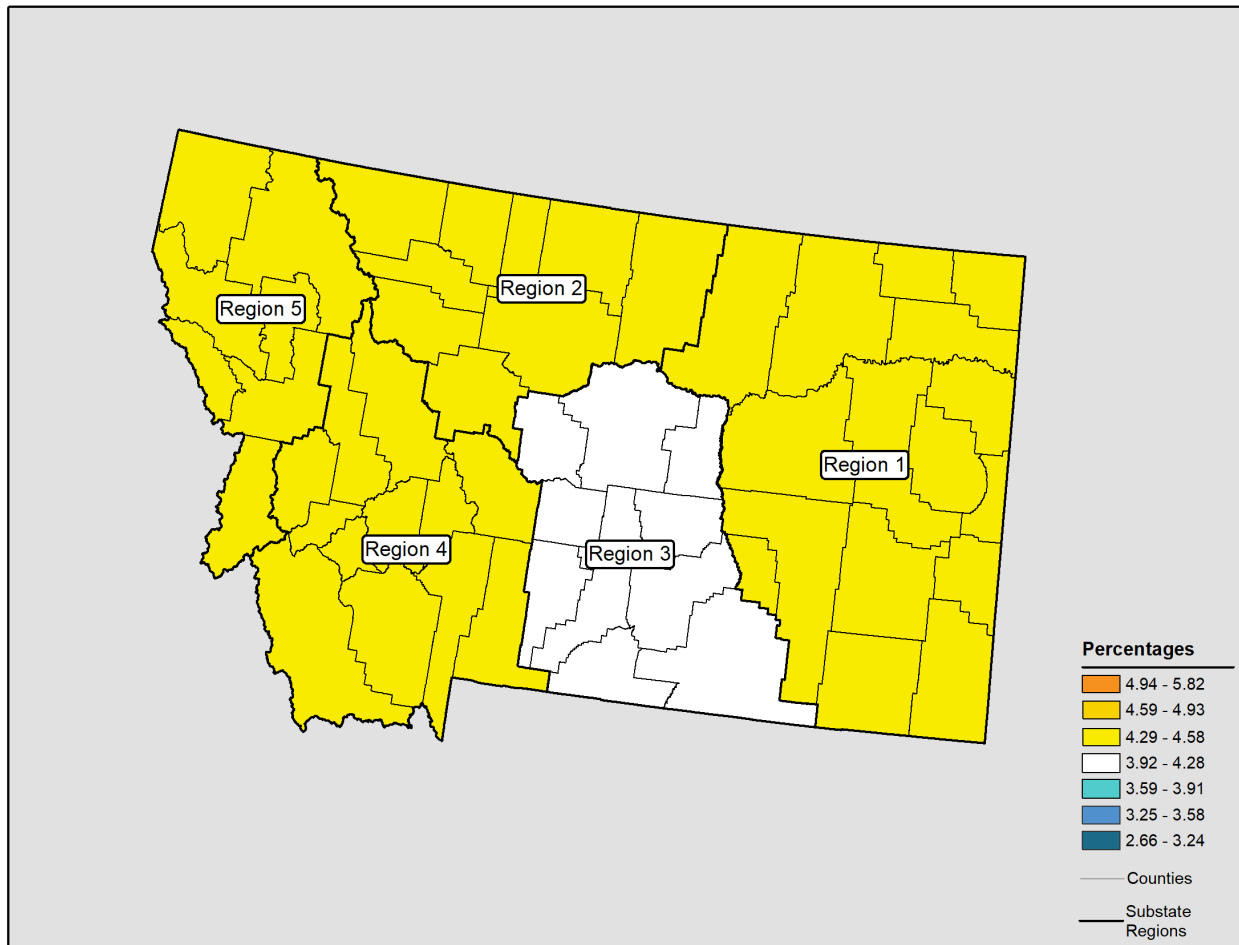 Region 2
Region 5
Region 1
Region 4
Region 3
Percentages
4.94 - 5.82
4.59 - 4.93
4.29 - 4.58
3.92 - 4.28
3.59 - 3.91
3.25 - 3.58
2.66 - 3.24
Counties
Substate
Regions